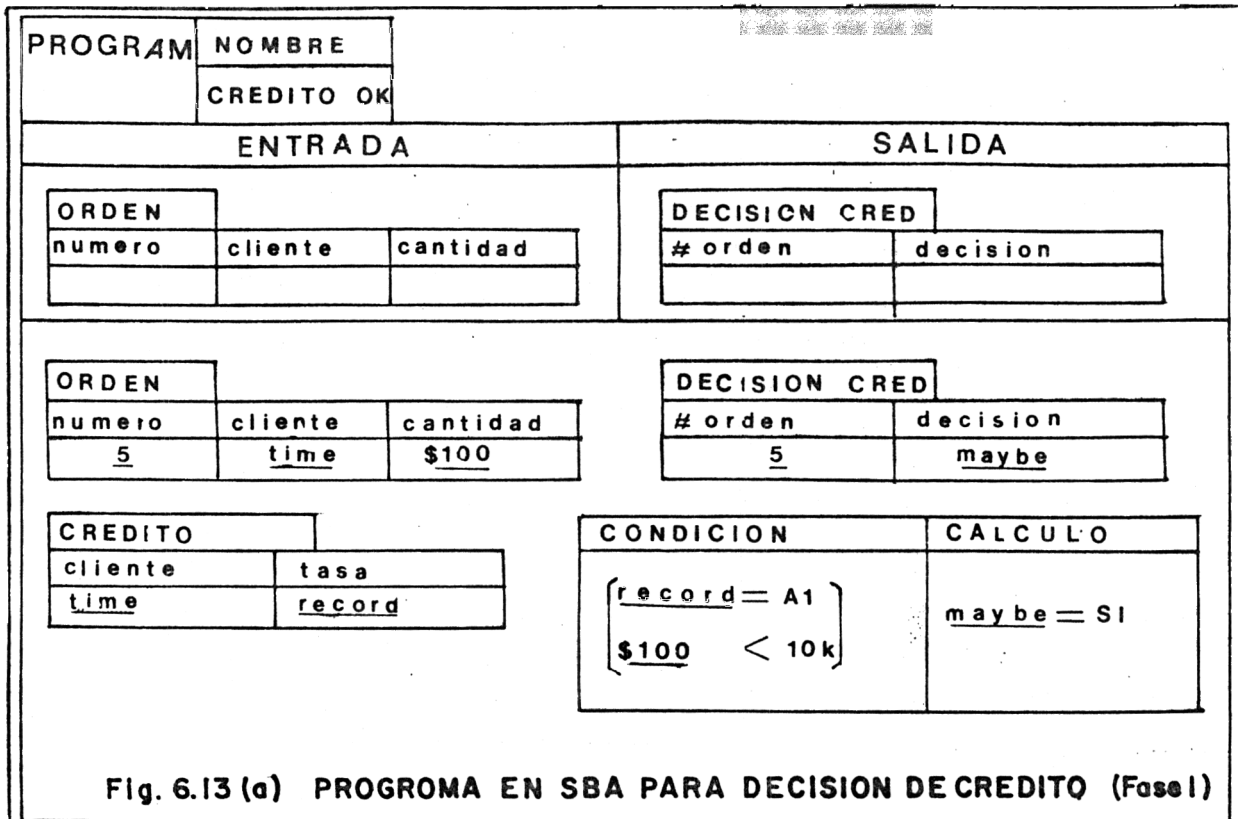 PROGRAM
NOMBRE
CREDITO OK
ENTRADA
SALIDA
ORDEN
numero cliente cantidad
DECISION CRED
# orden decision
ORDEN
numero cliente cantidad
5 time $100
DECISION CRED
# orden decision
5 maybe
CREDITO
cliente tasa
time record
CONDICION CALCULO
record = A1
$100 < 10k
maybe = SI
Fig. 6.13 (a) PROGROMA EN SBA PARA DECISION DE CREDITO (Fase I)